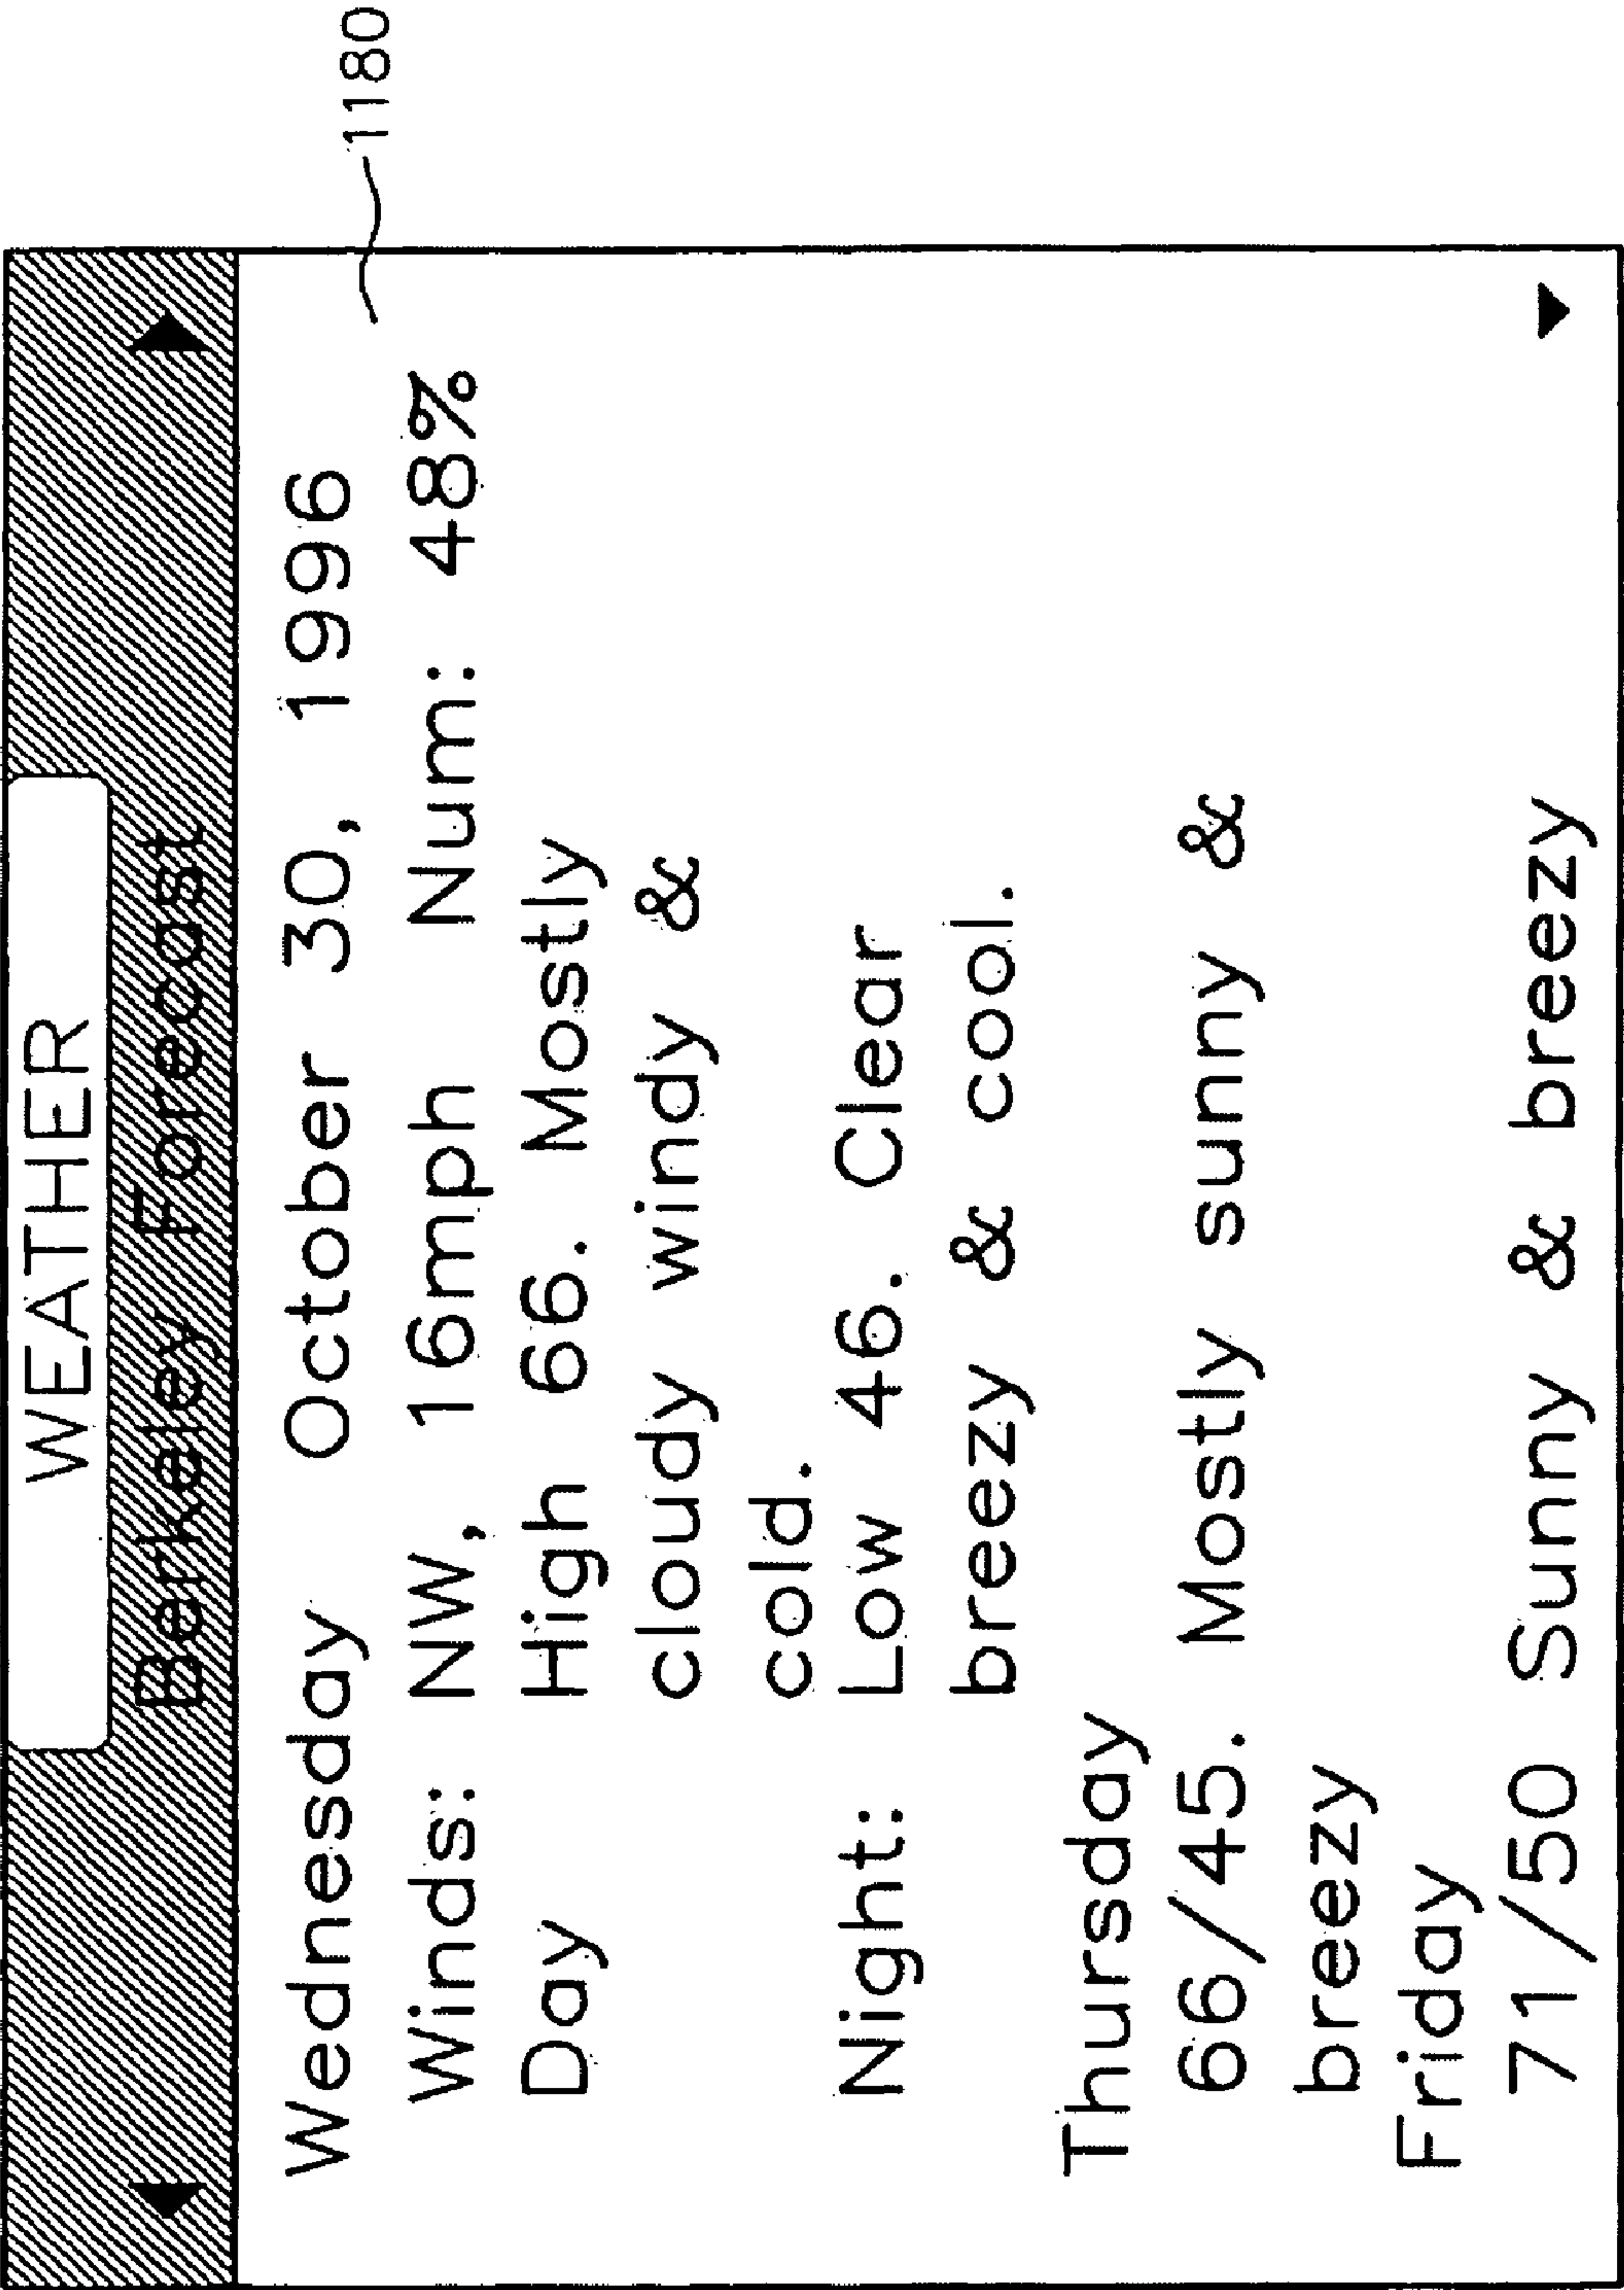 WEATHER
Berkeley Forecast
Wednesday October 30, 1996
Winds: NW, 16mph Num: 48%
Day High 66. Mostly
cloudy windy &
cold.
Night: Low 46. Clear
breezy & cool.
Thursday
66/45. Mostly sunny &
breezy
Friday
71/50 Sunny & breezy
1180